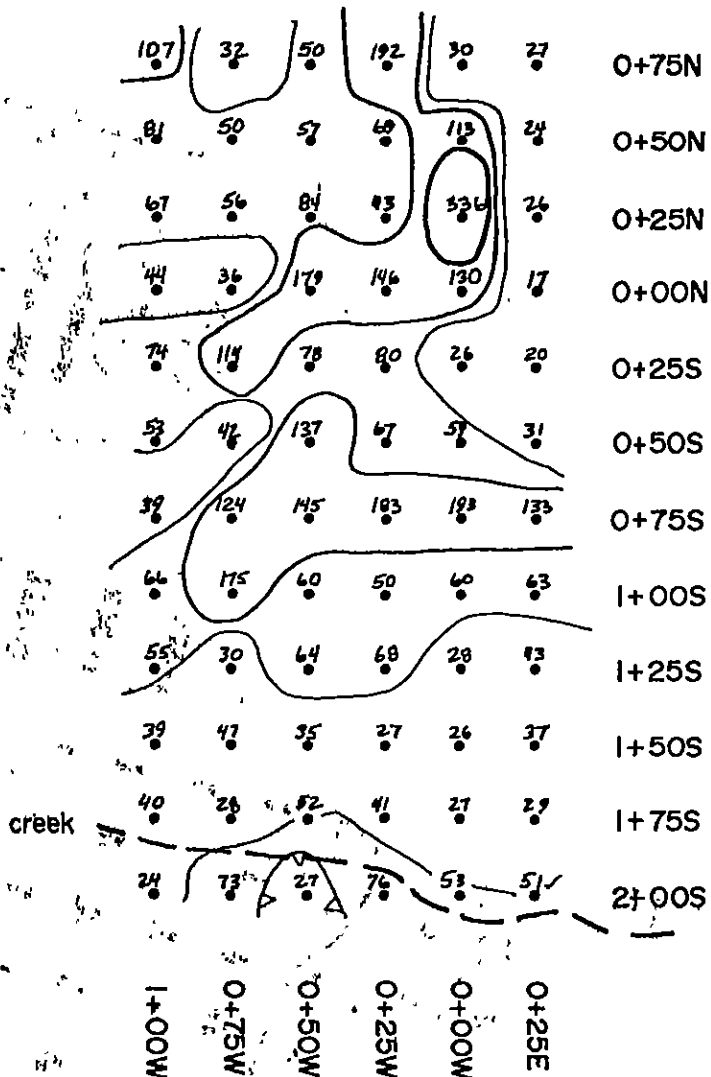 107 32 50 192 30 27 0+75N
81 50 57 113 24 0+50N
67 56 84 336 26 0+25N
44 36 179 146 130 17 0+00N
74 78 80 26 20 0+25S
53 42 137 67 31 0+50S
39 124 145 183 193 133 0+75S
66 175 60 50 60 63 1+00S
55 30 64 68 28 1+25S
39 47 35 27 26 37 1+50S
40 28 52 41 27 29 1+75S
creek
24 73 27 76 53 51 2+00S
1+00W 0+75W 0+50W 0+25W 0+00W 0+25E